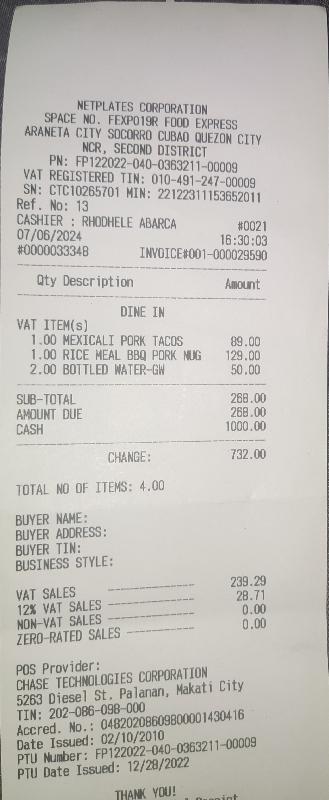 NETPLATES CORPORATION
SPACE NO. FEXPO19R FOOD EXPRESS
ARANETA CITY SOCORRO CUBAO QUEZON CITY
NCR, SECOND DISTRICT
PN: FP122022-040-0363211-00009
VAT REGISTERED TIN: 010-491-247-00009
SN: CTC10265701 MIN: 22122311153652011
Ref. No: 13
CASHIER : RHODHELE ABARCA #0021
07/06/2024 16:30:03
#000003334B INVOICE#001-000029590
Qty Description Amount
DINE IN
VAT ITEM(s)
1.00 MEXICALI PORK TACOS 89.00
1.00 RICE MEAL BBQ PORK NUG 129.00
2.00 BOTTLED WATER-GW 50.00
SUB-TOTAL 268.00
AMOUNT DUE 268.00
CASH 1000.00
CHANGE: 732.00
TOTAL NO OF ITEMS: 4.00
BUYER NAME:
BUYER ADDRESS:
BUYER TIN:
BUSINESS STYLE:
VAT SALES 239.29
12% VAT SALES 28.71
NON-VAT SALES 0.00
ZERO-RATED SALES 0.00
POS Provider:
CHASE TECHNOLOGIES CORPORATION
5263 Diesel St. Palanan, Makati City
TIN: 202-086-098-000
Accred. No.: 04820208609800001430416
Date Issued: 02/10/2010
PTU Number: FP122022-040-0363211-00009
PTU Date Issued: 12/28/2022
THANK YOU!